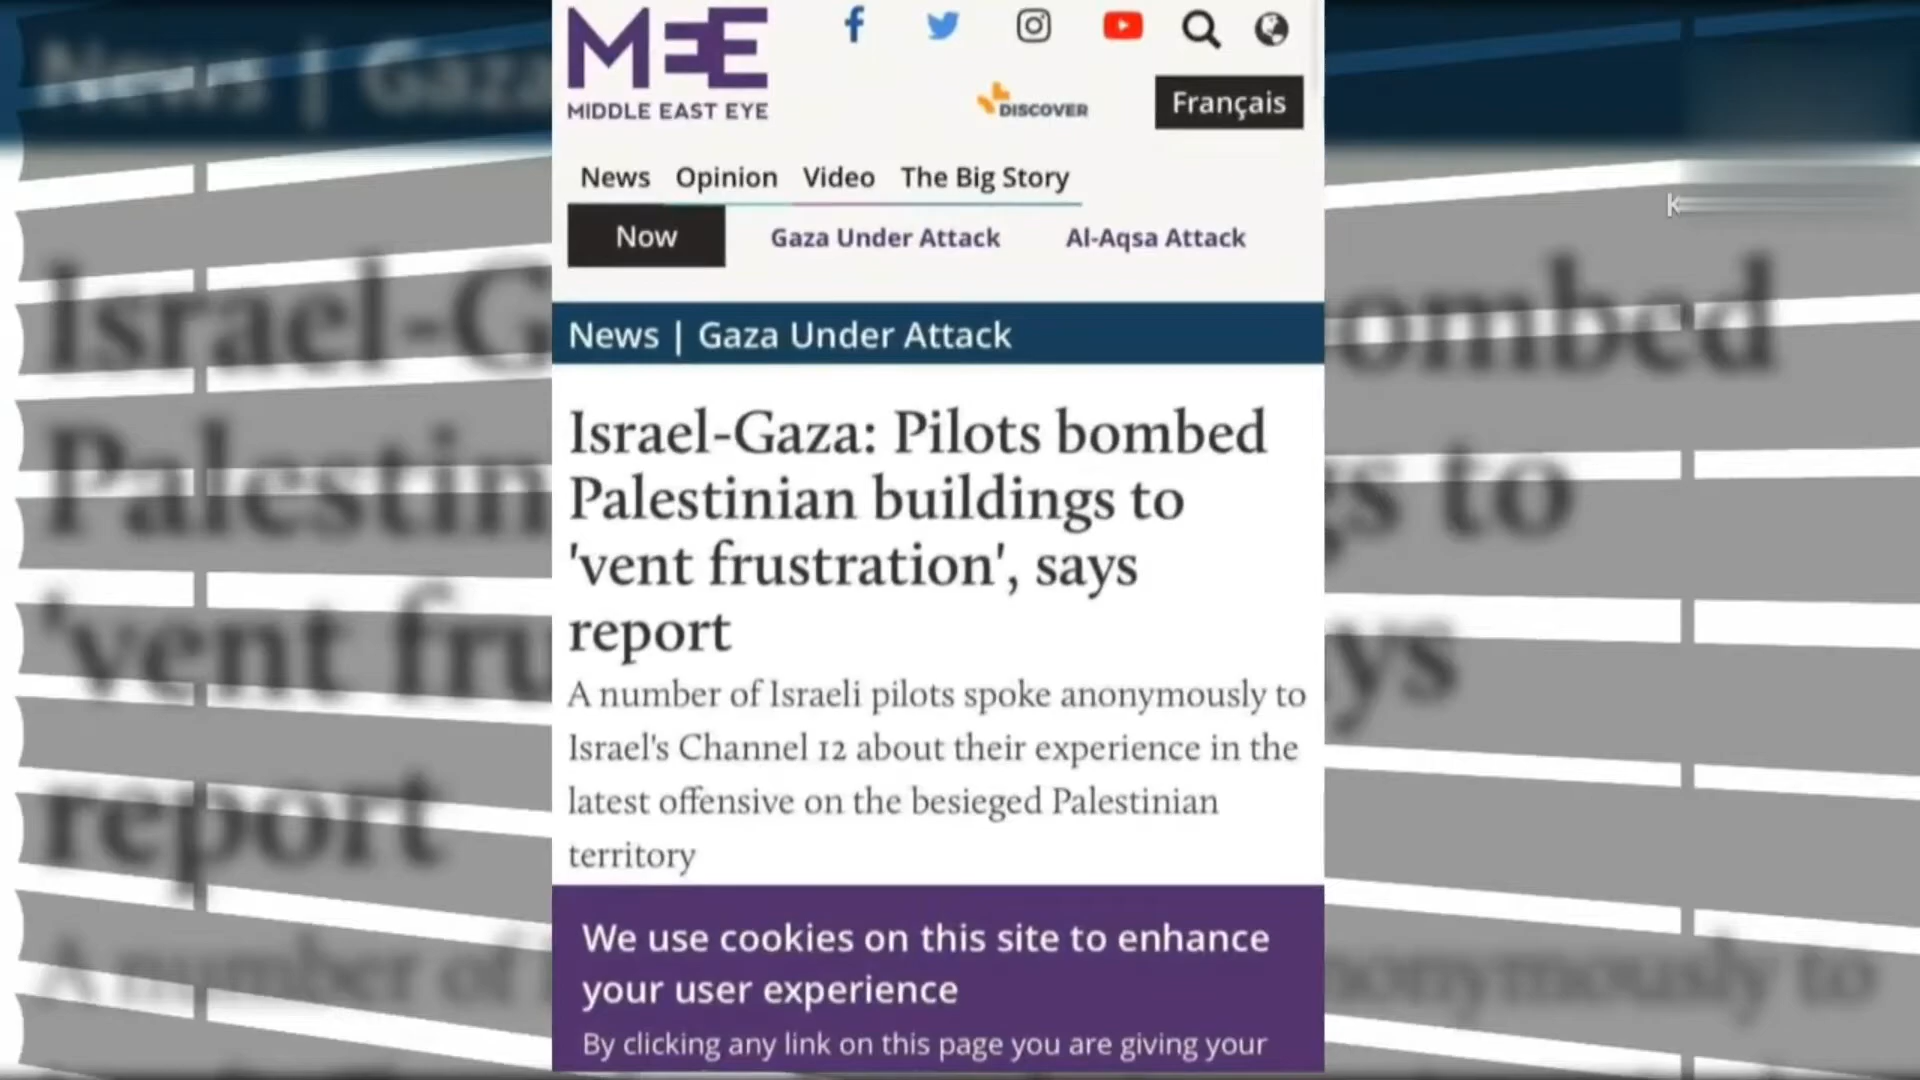 MEE
MIDDLE EAST EYE
DISCOVER
Français
News Opinion Video The Big Story
Now Gaza Under Attack Al-Aqsa Attack
News | Gaza Under Attack
Israel-Gaza: Pilots bombed
Palestinian buildings to
'vent frustration', says
report
A number of Israeli pilots spoke anonymously to
Israel's Channel 12 about their experience in the
latest offensive on the besieged Palestinian
territory
We use cookies on this site to enhance
your user experience
By clicking any link on this page you are giving your